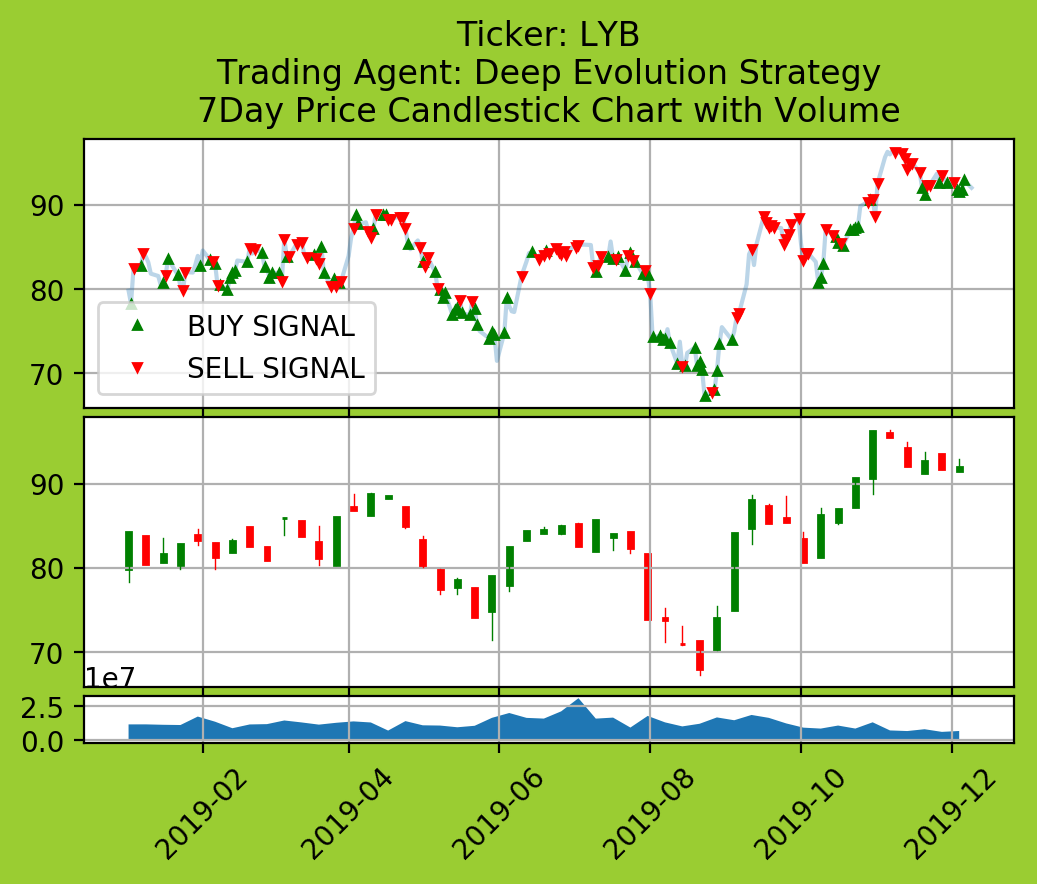 Ticker: LYB
Trading Agent: Deep Evolution Strategy
7Day Price Candlestick Chart with Volume
90
80
70
BUY SIGNAL
SELL SIGNAL
90
80
70
1e7
2.5
0.0
2019-02
2019-04
2019-06
2019-08
2019-10
2019-12